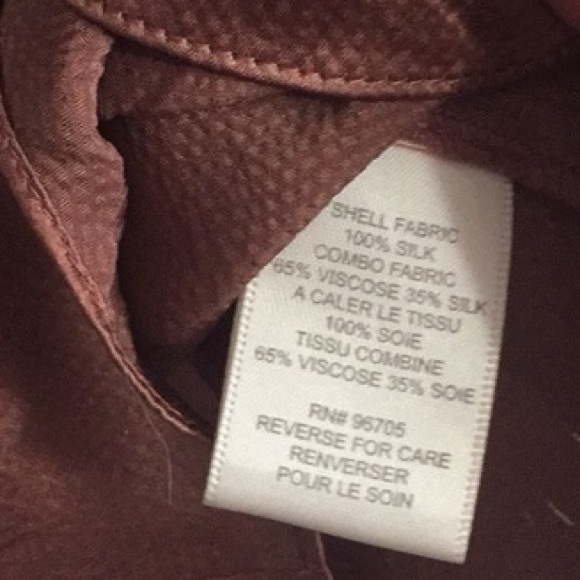 SHELL FABRIC
100% SILK
COMBO FABRIC
65% VISCOSE 35% SILK
A CALER LE TISSU
100% SOIE
TISSU COMBINE
65% VISCOSE 35% SOIE
RN# 96705
REVERSE FOR CARE
RENVERSER
POUR LE SOIN